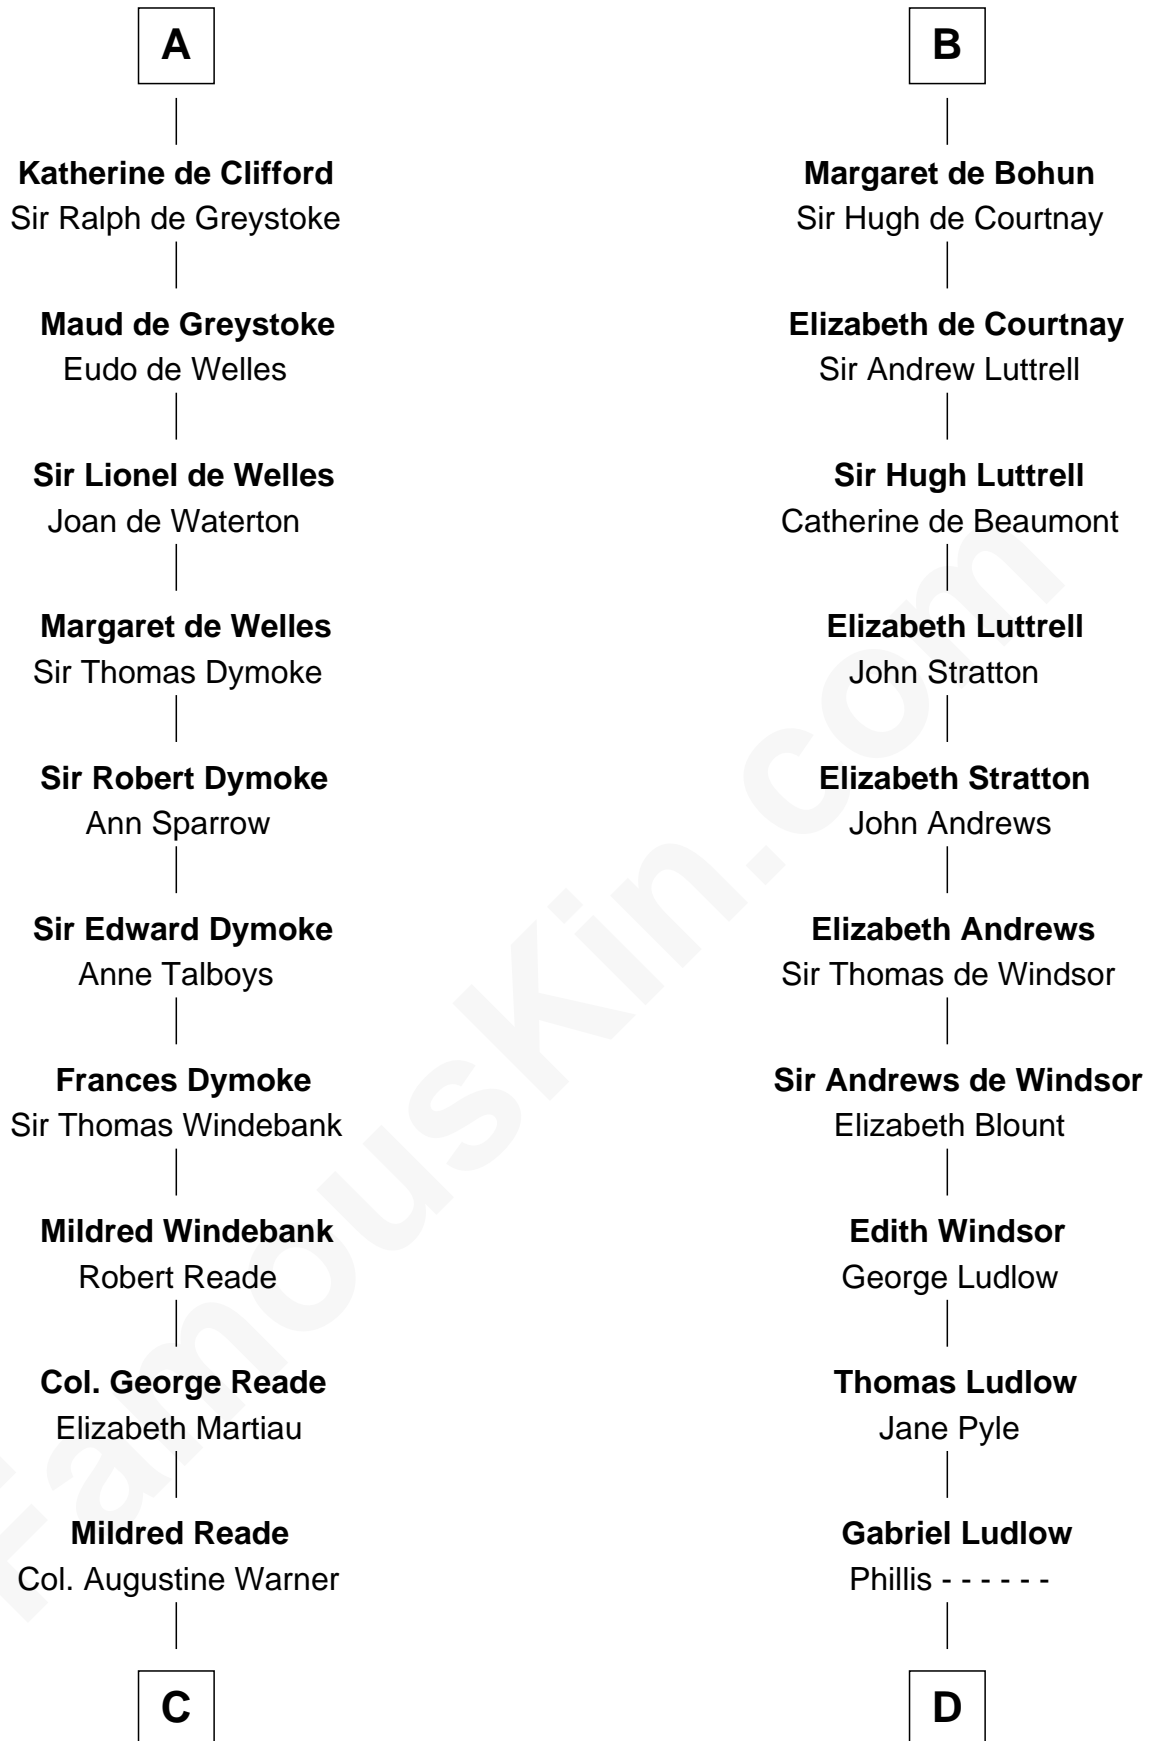 A
Katherine de Clifford
Sir Ralph de Greystoke
Maud de Greystoke
Eudo de Welles
Sir Lionel de Welles
Joan de Waterton
Margaret de Welles
Sir Thomas Dymoke
Sir Robert Dymoke
Ann Sparrow
Sir Edward Dymoke
Anne Talboys
Frances Dymoke
Sir Thomas Windebank
Mildred Windebank
Robert Reade
Col. George Reade
Elizabeth Martiau
Mildred Reade
Col. Augustine Warner
C
B
Margaret de Bohun
Sir Hugh de Courtnay
Elizabeth de Courtnay
Sir Andrew Luttrell
Sir Hugh Luttrell
Catherine de Beaumont
Elizabeth Luttrell
John Stratton
Elizabeth Stratton
John Andrews
Elizabeth Andrews
Sir Thomas de Windsor
Sir Andrews de Windsor
Elizabeth Blount
Edith Windsor
George Ludlow
Thomas Ludlow
Jane Pyle
Gabriel Ludlow
Phillis - - - - - -
D
FamousKin.com